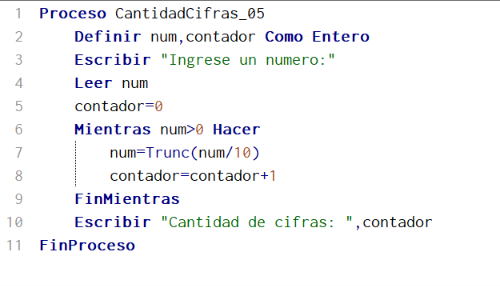 1 Proceso CantidadCifras_05
2 Definir num,contador Como Entero
3 Escribir "Ingrese un numero:"
4 Leer num
5 contador=0
6 Mientras num>0 Hacer
7 num=Trunc(num/10)
8 contador=contador+1
9 FinMientras
10 Escribir "Cantidad de cifras: ",contador
11 FinProceso